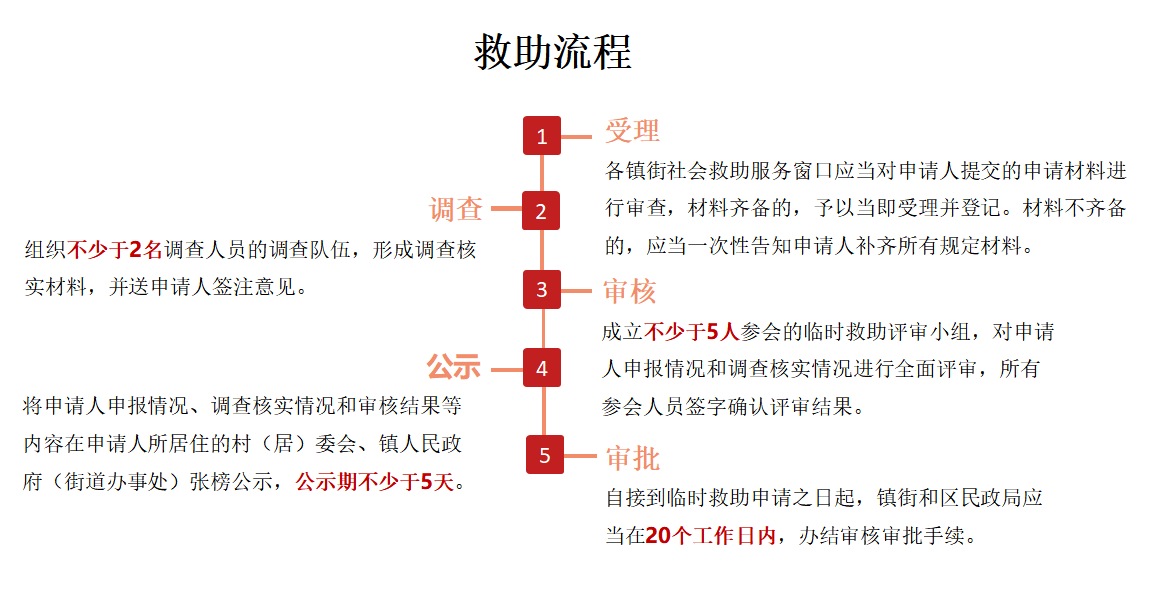 救助流程
1
受理
各镇街社会救助服务窗口应当对申请人提交的申请材料进
行审查，材料齐备的，予以当即受理并登记。材料不齐备
的，应当一次性告知申请人补齐所有规定材料。
2
调查
组织不少于2名调查人员的调查队伍，形成调查核
实材料，并送申请人签注意见。
3
审核
成立不少于5人参会的临时救助评审小组，对申请
人申报情况和调查核实情况进行全面评审，所有
参会人员签字确认评审结果。
4
公示
将申请人申报情况、调查核实情况和审核结果等
内容在申请人所居住的村（居）委会、镇人民政
府（街道办事处）张榜公示，公示期不少于5天。
5
审批
自接到临时救助申请之日起，镇街和区民政局应
当在20个工作日内，办结审核审批手续。